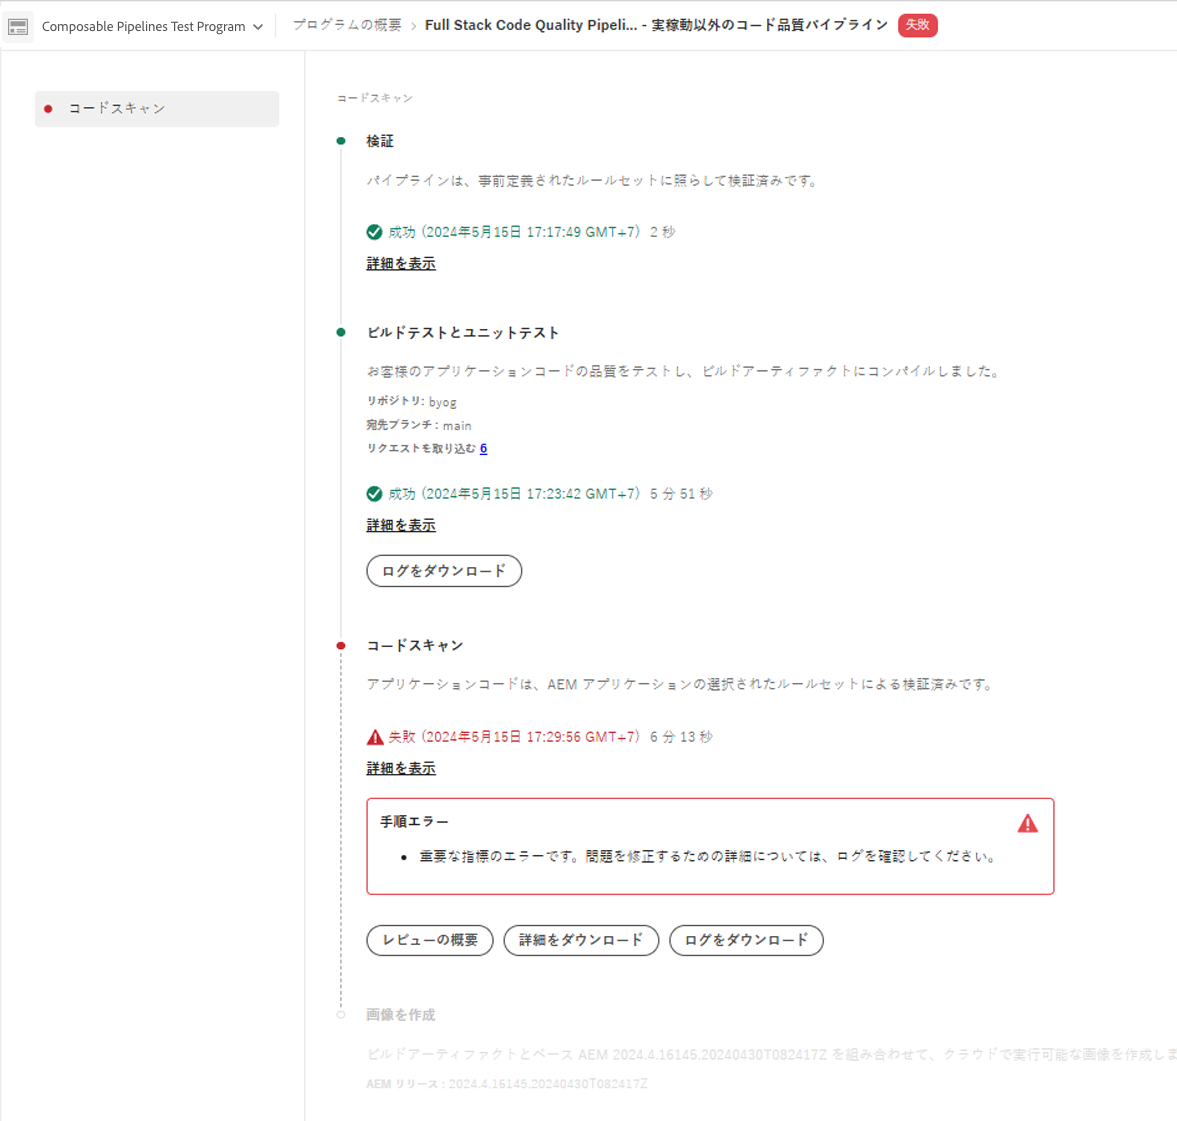 Composable Pipelines Test Program プログラムの概要 Full Stack Code Quality Pipeli... - 実稼動以外のコード品質パイプライン 失敗
コードスキャン
コードスキャン
検証
パイプラインは、事前定義されたルールセットに照らして検証済みです。
成功 (2024年5月15日 17:17:49 GMT+7) 2 秒
詳細を表示
ビルドテストとユニットテスト
お客様のアプリケーションコードの品質をテストし、ビルドアーティファクトにコンパイルしました。
リポジトリ: byog
宛先ブランチ : main
リクエストを取り込む 6
成功 (2024年5月15日 17:23:42 GMT+7) 5 分 51 秒
詳細を表示
ログをダウンロード
コードスキャン
アプリケーションコードは、AEM アプリケーションの選択されたルールセットによる検証済みです。
失敗 (2024年5月15日 17:29:56 GMT+7) 6 分 13 秒
詳細を表示
手順エラー
• 重要な指標のエラーです。問題を修正するための詳細については、ログを確認してください。
レビューの概要 詳細をダウンロード ログをダウンロード
画像を作成
ビルドアーティファクトとベース AEM 2024.4.16145.20240430T082417Z を組み合わせて、クラウドで実行可能な画像を作成しま
AEM リリース : 2024.4.16145.20240430T082417Z